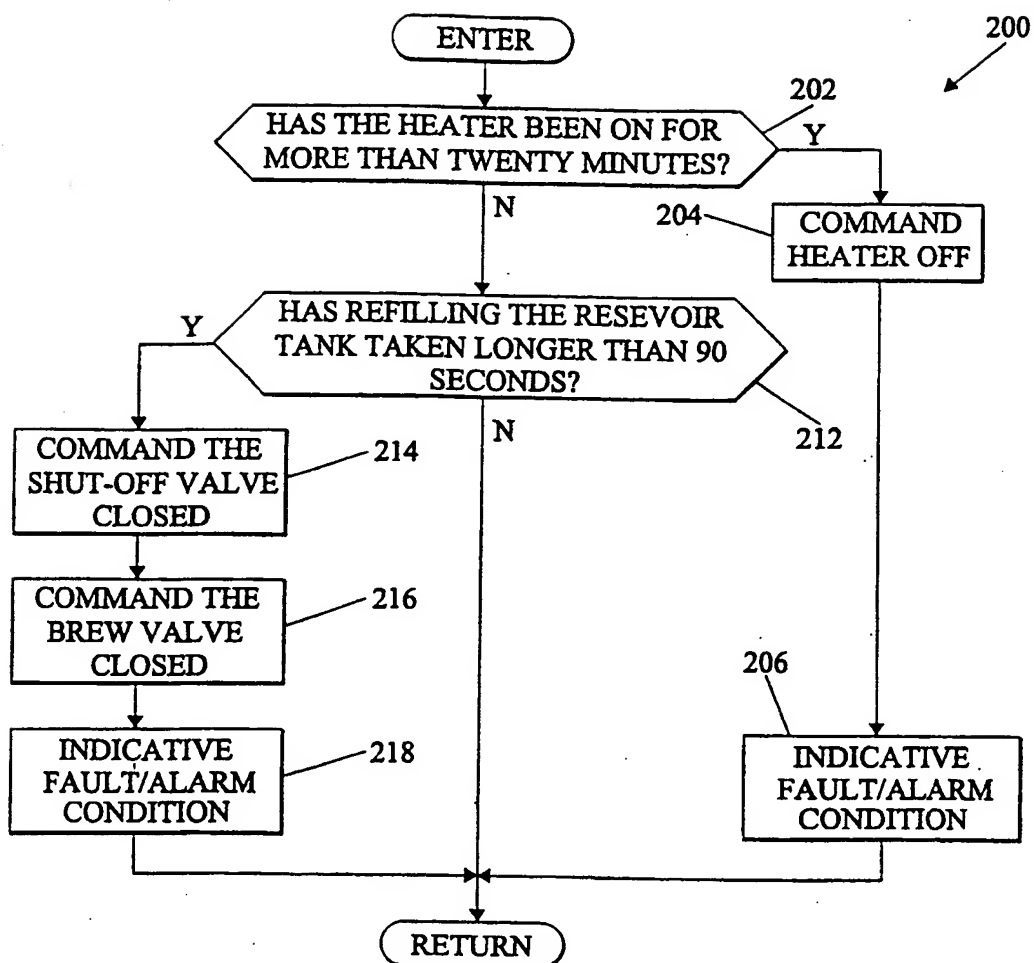 ENTER
200
202
HAS THE HEATER BEEN ON FOR
MORE THAN TWENTY MINUTES?
Y
N
204
COMMAND
HEATER OFF
HAS REFILLING THE RESEVOIR
TANK TAKEN LONGER THAN 90
SECONDS?
Y
N
212
COMMAND THE
SHUT-OFF VALVE
CLOSED
214
COMMAND THE
BREW VALVE
CLOSED
216
206
INDICATIVE
FAULT/ALARM
CONDITION
218
INDICATIVE
FAULT/ALARM
CONDITION
RETURN